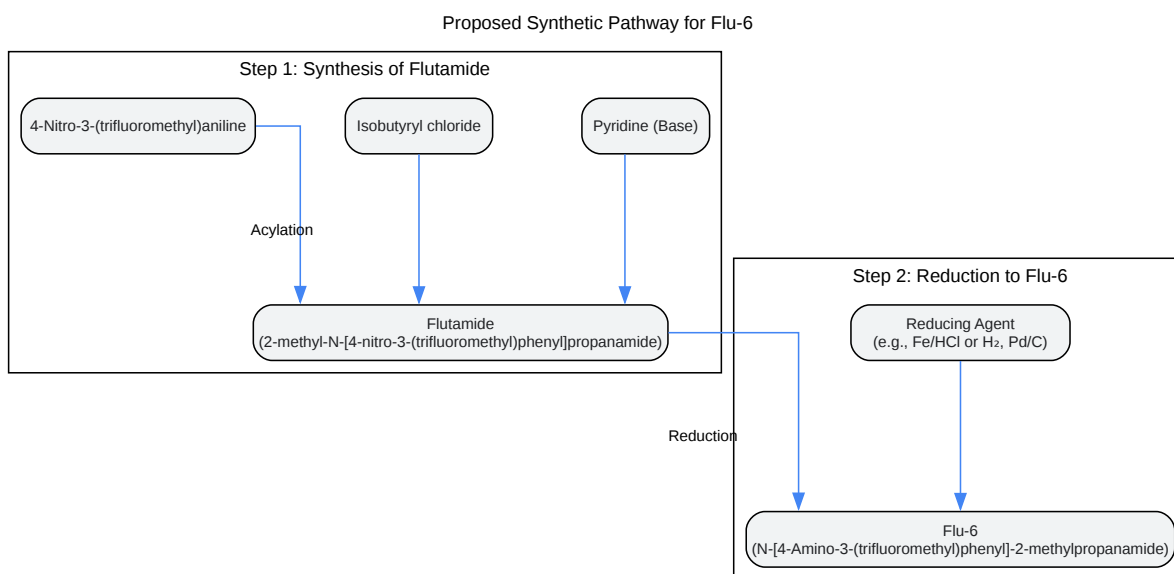 Proposed Synthetic Pathway for Flu-6
Step 1: Synthesis of Flutamide
4-Nitro-3-(trifluoromethyl)aniline
Isobutyryl chloride
Pyridine (Base)
Acylation
Flutamide
(2-methyl-N-[4-nitro-3-(trifluoromethyl)phenyl]propanamide)
Step 2: Reduction to Flu-6
Reducing Agent
(e.g., Fe/HCl or H₂, Pd/C)
Reduction
Flu-6
(N-[4-Amino-3-(trifluoromethyl)phenyl]-2-methylpropanamide)